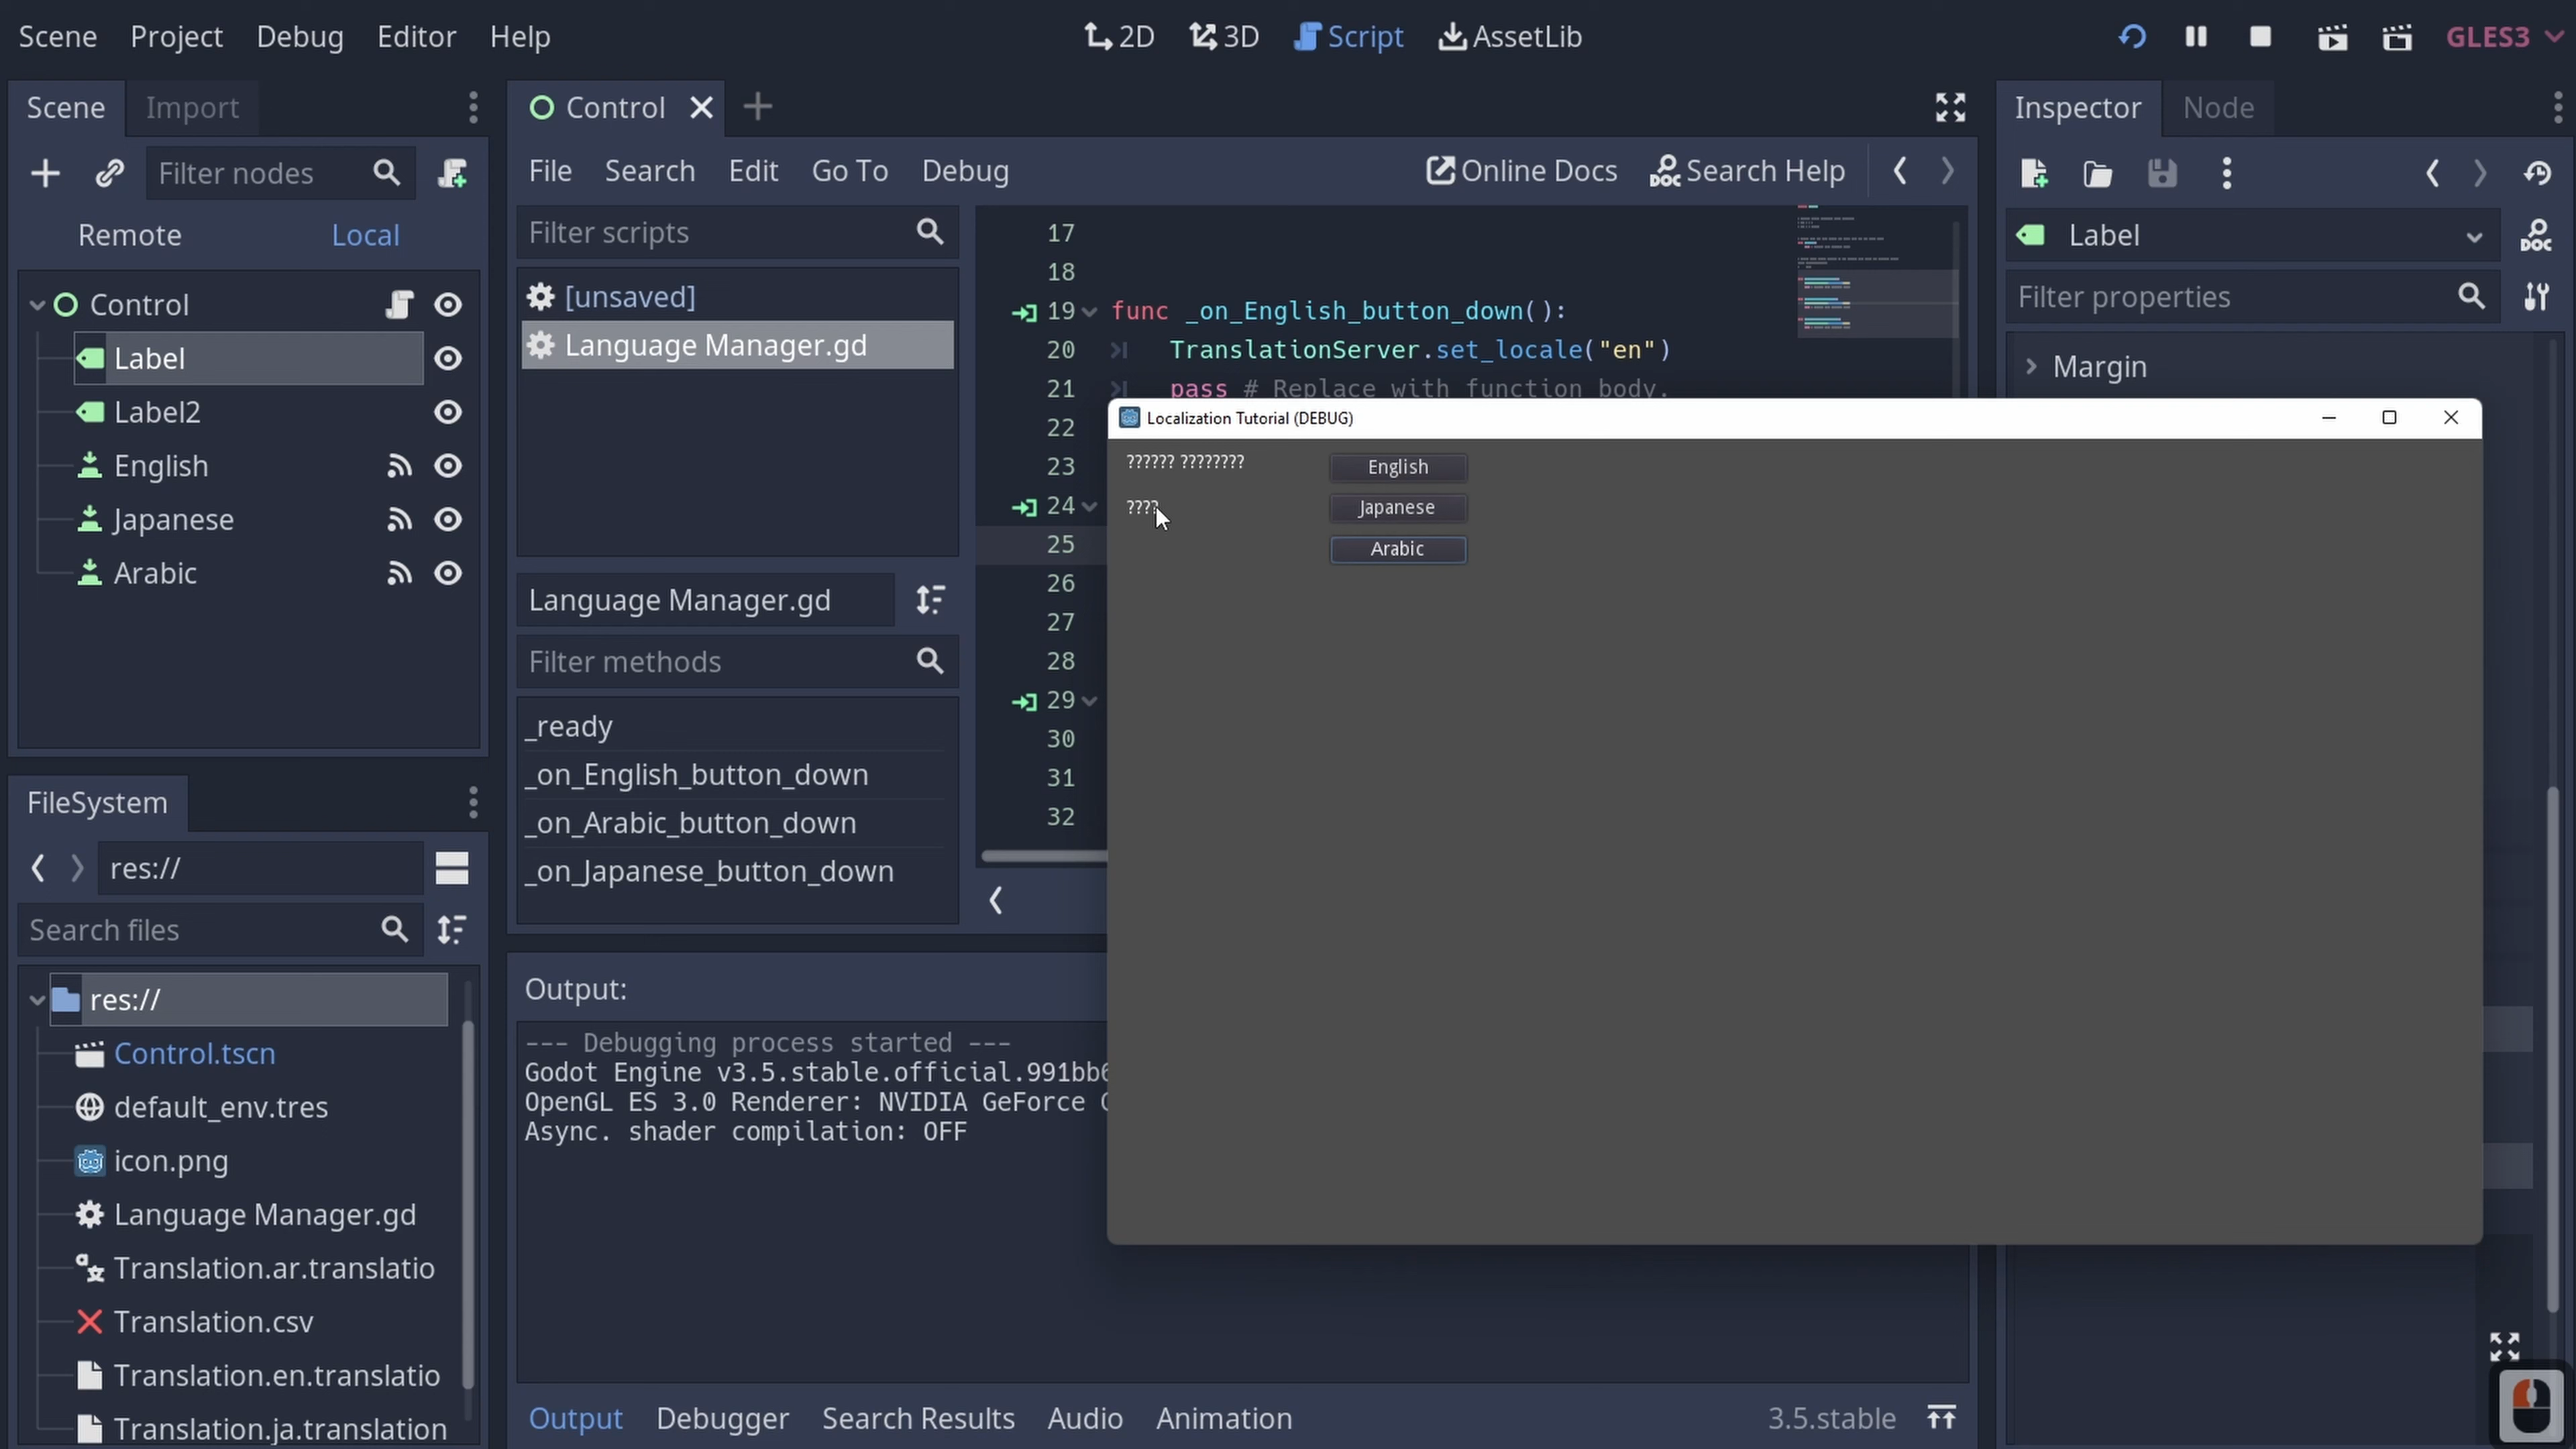 Scene Project Debug Editor Help
2D 3D Script AssetLib
GLES3
Scene Import
Filter nodes
Remote Local
Control
Label
Label2
English
Japanese
Arabic
FileSystem
res://
Search files
res://
Control.tscn
default_env.tres
icon.png
Language Manager.gd
Translation.ar.translatio
Translation.csv
Translation.en.translatio
Translation.ja.translation
Control
File Search Edit Go To Debug
Online Docs Search Help
Filter scripts
[unsaved]
Language Manager.gd
Language Manager.gd
Filter methods
_ready
_on_English_button_down
_on_Arabic_button_down
_on_Japanese_button_down
17
18
19 func _on_English_button_down():
20 TranslationServer.set_locale("en")
21 pass # Replace with function body.
22
23
24
25
26
27
28
29
30
31
32
Localization Tutorial (DEBUG)
?????? ????????
????
English
Japanese
Arabic
Output:
--- Debugging process started ---
Godot Engine v3.5.stable.official.991bb6
OpenGL ES 3.0 Renderer: NVIDIA GeForce
Async. shader compilation: OFF
Output Debugger Search Results Audio Animation
3.5.stable
Inspector Node
Label
DOC
Filter properties
Margin